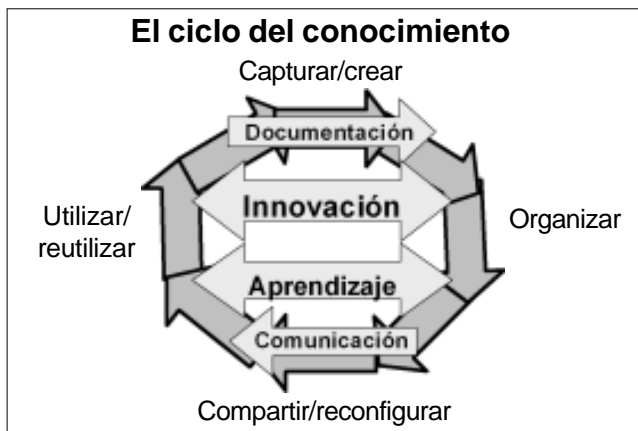 El ciclo del conocimiento
Capturar/crear
Documentación
Innovación
Utilizar/
reutilizar
Organizar
Aprendizaje
Comunicación
Compartir/reconfigurar